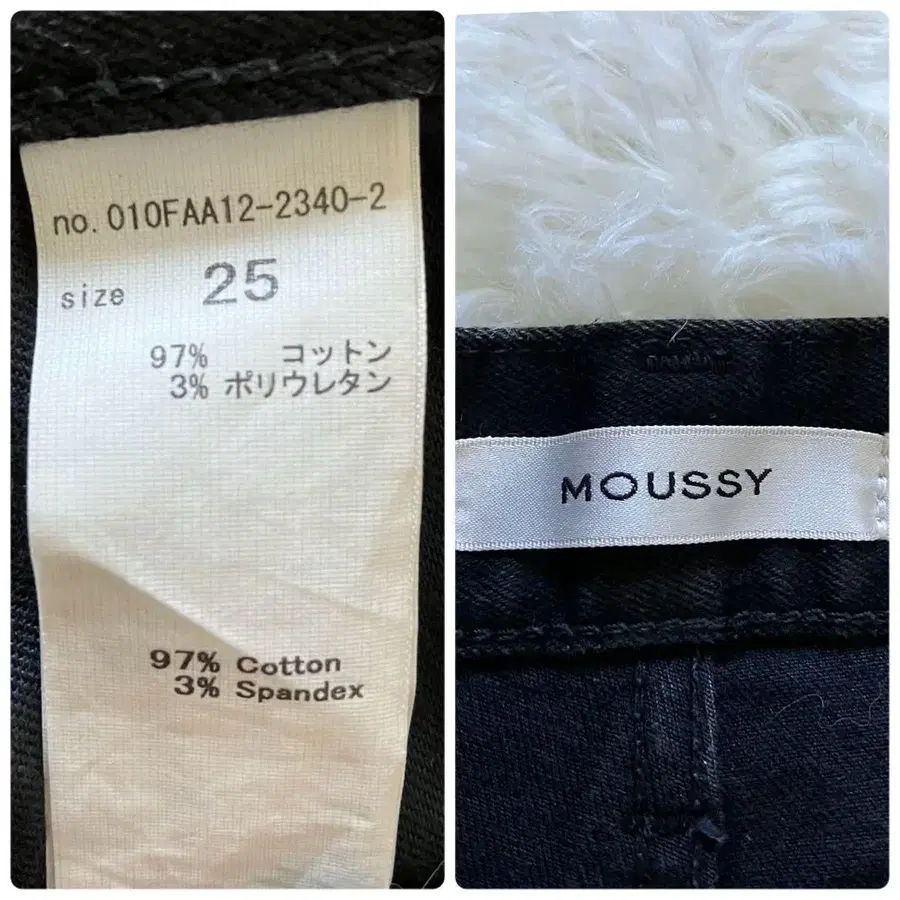 no. 010FAA12-2340-2
size 25
97% コットン
3% ポリウレタン
97% Cotton
3% Spandex
MOUSSY